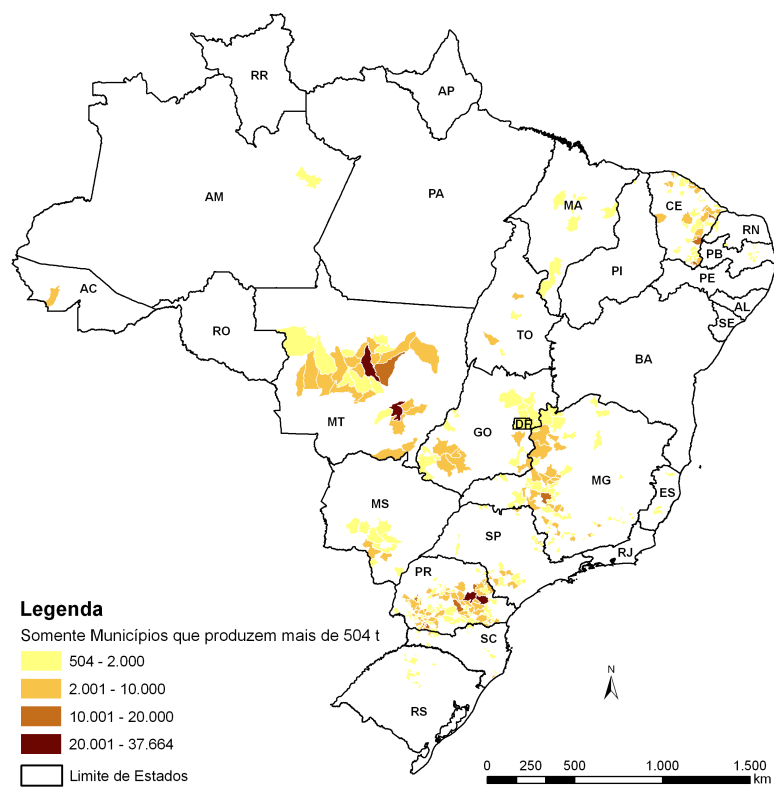 RR
AP
AM
PA
MA
CE
RN
PB
PI
PE
AC
AL
TO
SE
RO
BA
MT
GO
DF
MG
MS
ES
SP
RJ
PR
SC
RS
Legenda
Somente Municípios que produzem mais de 504 t
504 - 2.000
2.001 - 10.000
10.001 - 20.000
20.001 - 37.664
Limite de Estados
N
0 250 500 1.000 1.500
km